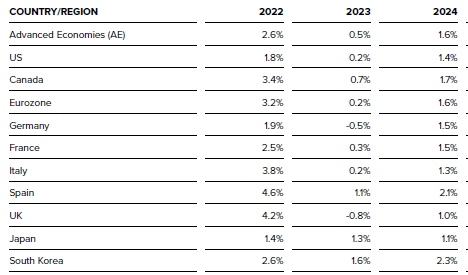 COUNTRY/REGION 2022 2023 2024
Advanced Economies (AE) 2.6% 0.5% 1.6%
US 1.8% 0.2% 1.4%
Canada 3.4% 0.7% 1.7%
Eurozone 3.2% 0.2% 1.6%
Germany 1.9% -0.5% 1.5%
France 2.5% 0.3% 1.5%
Italy 3.8% 0.2% 1.3%
Spain 4.6% 1.1% 2.1%
UK 4.2% -0.8% 1.0%
Japan 1.4% 1.3% 1.1%
South Korea 2.6% 1.6% 2.3%